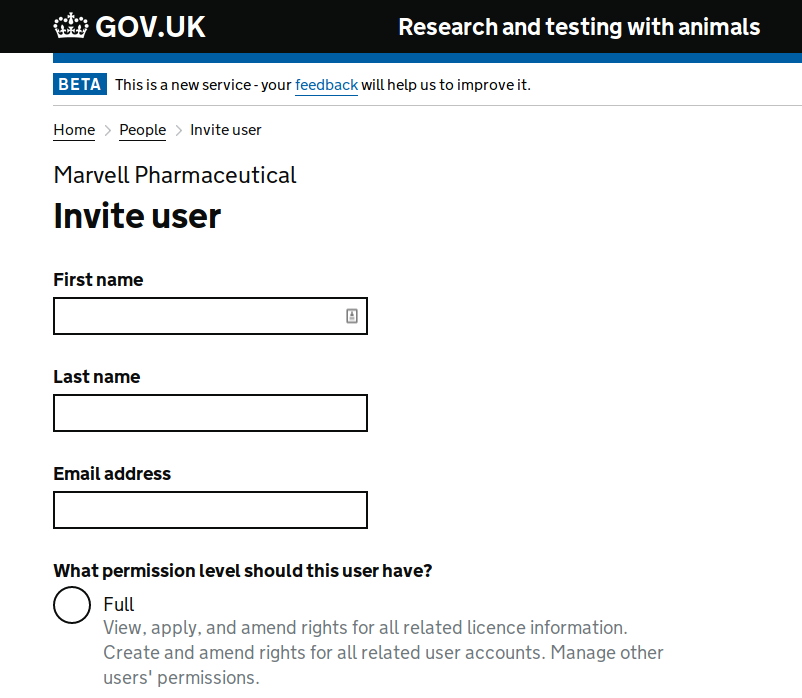 GOV.UK
Research and testing with animals
BETA This is a new service - your feedback will help us to improve it.
Home > People > Invite user
Marvell Pharmaceutical
Invite user
First name
Last name
Email address
What permission level should this user have?
Full
View, apply, and amend rights for all related licence information.
Create and amend rights for all related user accounts. Manage other
users' permissions.